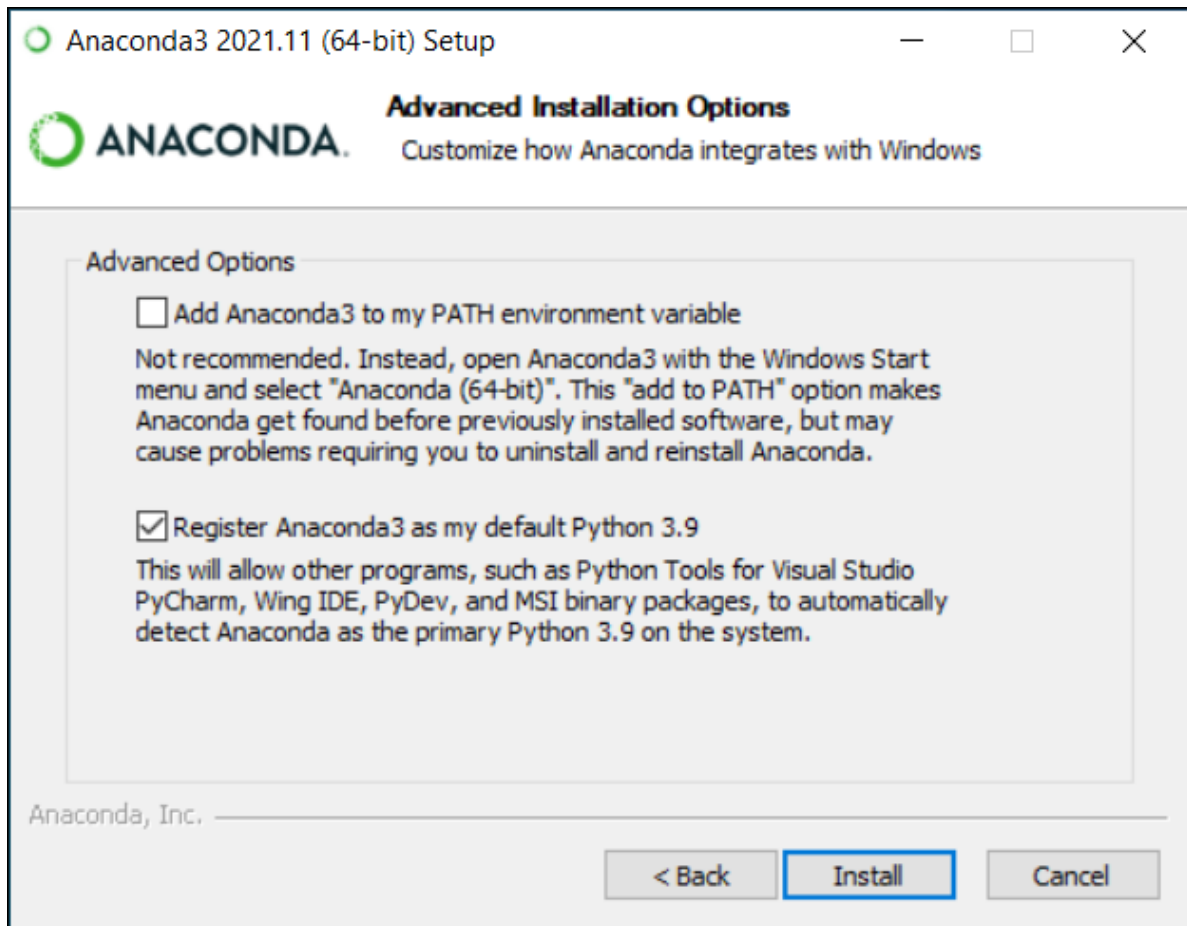 Anaconda3 2021.11 (64-bit) Setup
ANACONDA.
Advanced Installation Options
Customize how Anaconda integrates with Windows
Advanced Options
Add Anaconda3 to my PATH environment variable
Not recommended. Instead, open Anaconda3 with the Windows Start
menu and select "Anaconda (64-bit)". This "add to PATH" option makes
Anaconda get found before previously installed software, but may
cause problems requiring you to uninstall and reinstall Anaconda.
Register Anaconda3 as my default Python 3.9
This will allow other programs, such as Python Tools for Visual Studio
PyCharm, Wing IDE, PyDev, and MSI binary packages, to automatically
detect Anaconda as the primary Python 3.9 on the system.
Anaconda, Inc.
< Back
Install
Cancel